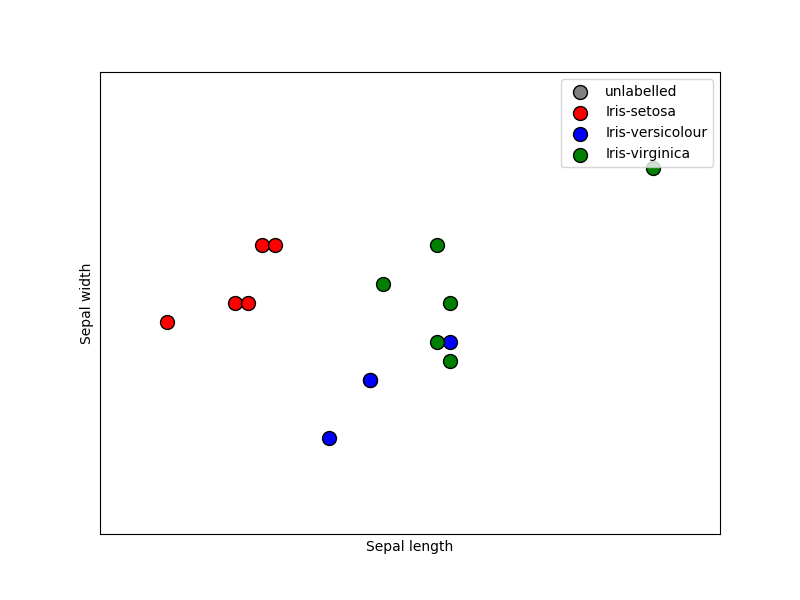 unlabelled
Iris-setosa
Iris-versicolour
Iris-virginica
Sepal width
Sepal length